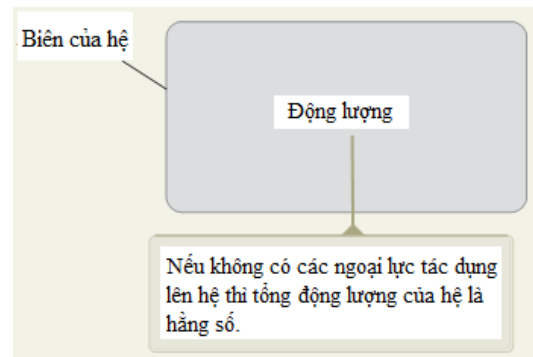 Biên của hệ
Động lượng
Nếu không có các ngoại lực tác dụng
lên hệ thì tổng động lượng của hệ là
hằng số.